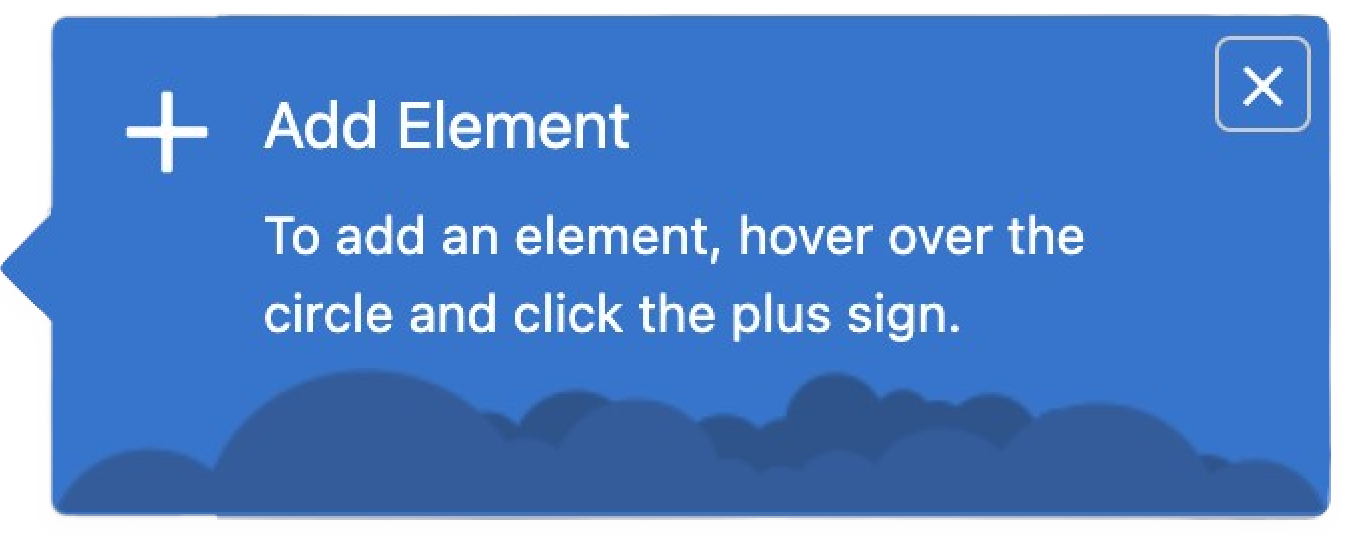 Add Element
To add an element, hover over the
circle and click the plus sign.